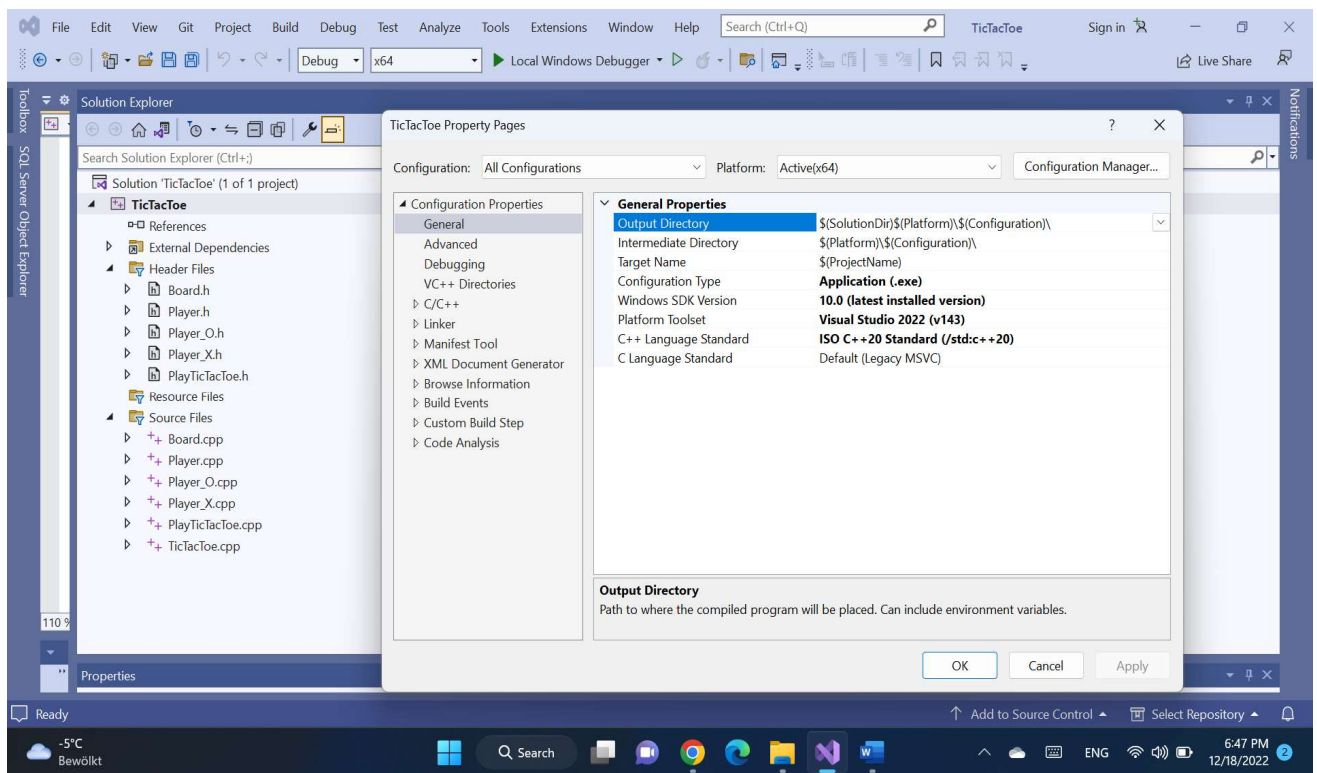 File Edit View Git Project Build Debug Test Analyze Tools Extensions Window Help Search (Ctrl+Q) TicTacToe Sign in
Debug x64 Local Windows Debugger Live Share
Toolbox
SQL Server Object Explorer
Notifications
Solution Explorer
Search Solution Explorer (Ctrl+;)
Solution 'TicTacToe' (1 of 1 project)
TicTacToe
References
External Dependencies
Header Files
Board.h
Player.h
Player_O.h
Player_X.h
PlayTicTacToe.h
Resource Files
Source Files
Board.cpp
Player.cpp
Player_O.cpp
Player_X.cpp
PlayTicTacToe.cpp
TicTacToe.cpp
110 %
Properties
TicTacToe Property Pages ?
Configuration: All Configurations Platform: Active(x64) Configuration Manager...
Configuration Properties
General
Advanced
Debugging
VC++ Directories
C/C++
Linker
Manifest Tool
XML Document Generator
Browse Information
Build Events
Custom Build Step
Code Analysis
General Properties
Output Directory $(SolutionDir)$(Platform)\$(Configuration)\
Intermediate Directory $(Platform)\$(Configuration)\
Target Name $(ProjectName)
Configuration Type Application (.exe)
Windows SDK Version 10.0 (latest installed version)
Platform Toolset Visual Studio 2022 (v143)
C++ Language Standard ISO C++20 Standard (/std:c++20)
C Language Standard Default (Legacy MSVC)
Output Directory
Path to where the compiled program will be placed. Can include environment variables.
OK Cancel Apply
Ready Add to Source Control Select Repository
-5°C
Bewölkt
Search
W
ENG
6:47 PM
12/18/2022
2